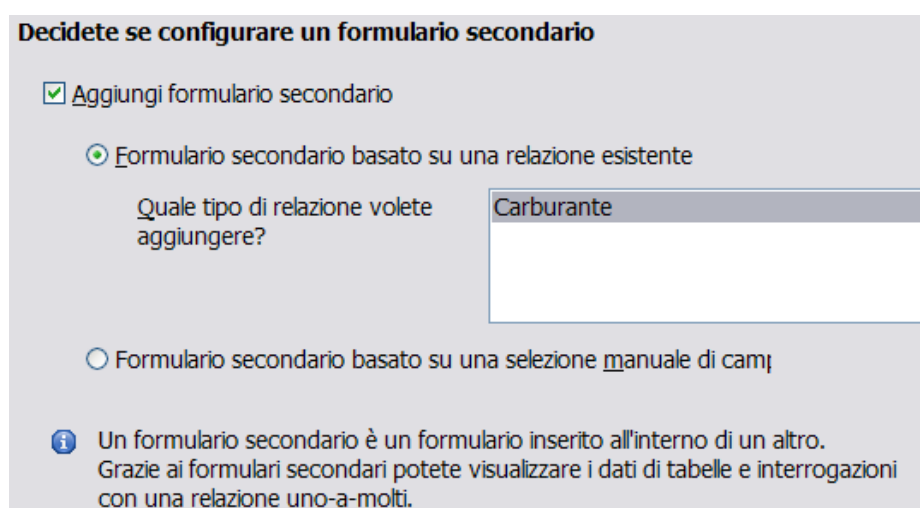 Decidete se configurare un formulario secondario
Aggiungi formulario secondario
Formulario secondario basato su una relazione esistente
Quale tipo di relazione volete
aggiungere?
Carburante
Formulario secondario basato su una selezione manuale di
Un formulario secondario è un formulario inserito all'interno di un altro.
Grazie ai formulari secondari potete visualizzare i dati di tabelle e interrogazioni
con una relazione uno-a-molti.